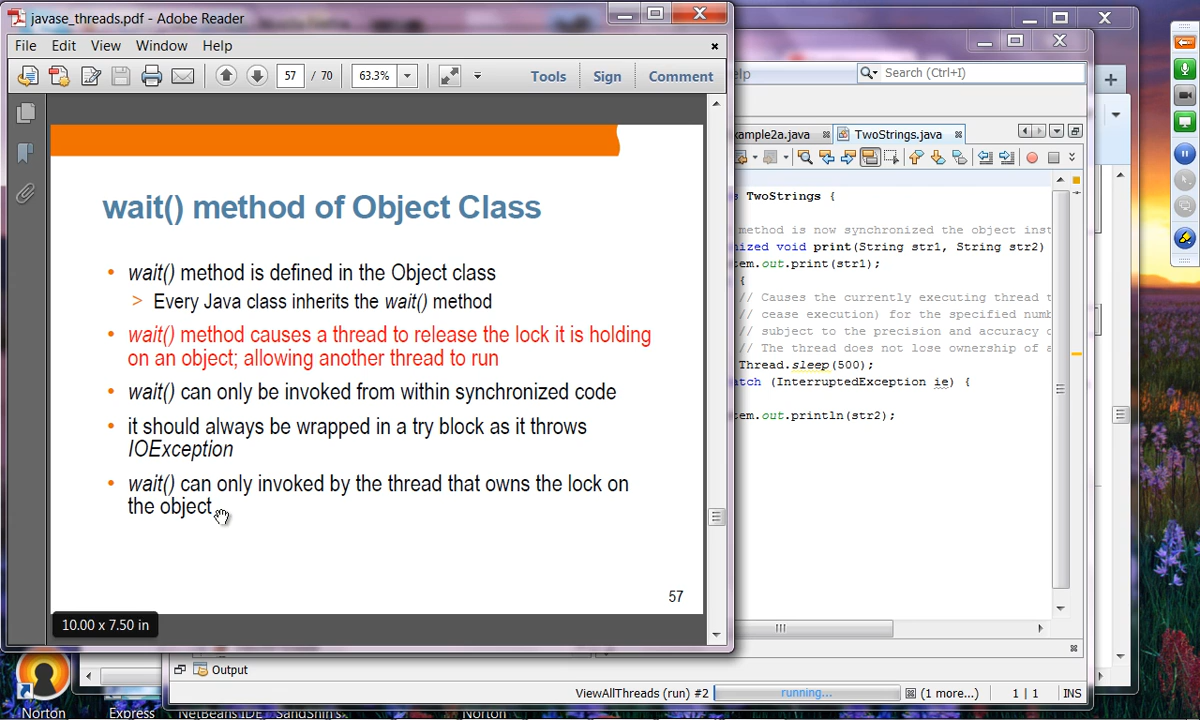 javase_threads.pdf - Adobe Reader
File Edit View Window Help
57 / 70 63.3% Tools Sign Comment
wait() method of Object Class
• wait() method is defined in the Object class
> Every Java class inherits the wait() method
• wait() method causes a thread to release the lock it is holding
on an object; allowing another thread to run
• wait() can only be invoked from within synchronized code
• it should always be wrapped in a try block as it throws
IOException
• wait() can only invoked by the thread that owns the lock on
the object
57
10.00 x 7.50 in
elp Search (Ctrl+I)
xample2a.java TwoStrings.java
s TwoStrings {
method is now synchronized the object inst
nized void print(String str1, String str2)
tem.out.print(str1);
{
// Causes the currently executing thread t
// cease execution) for the specified numb
// subject to the precision and accuracy o
// The thread does not lose ownership of a
Thread.sleep(500);
atch (InterruptedException ie) {
tem.out.println(str2);
Output
ViewAllThreads (run) #2 running... (1 more...) 1 | 1 INS
Norton Express NetBeans IDE SandShin's Norton